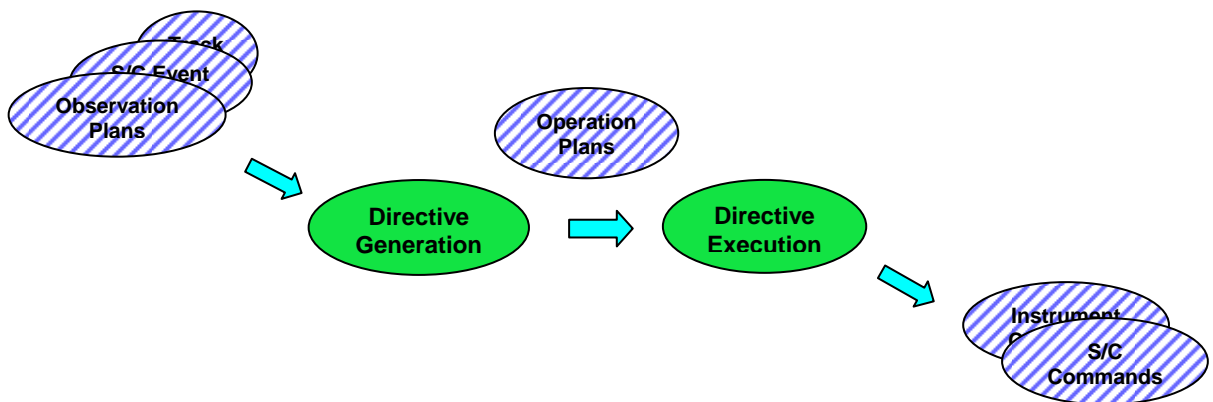 S/C Event
Observation
Plans
Operation
Plans
Directive
Generation
Directive
Execution
Instrument
S/C
Commands